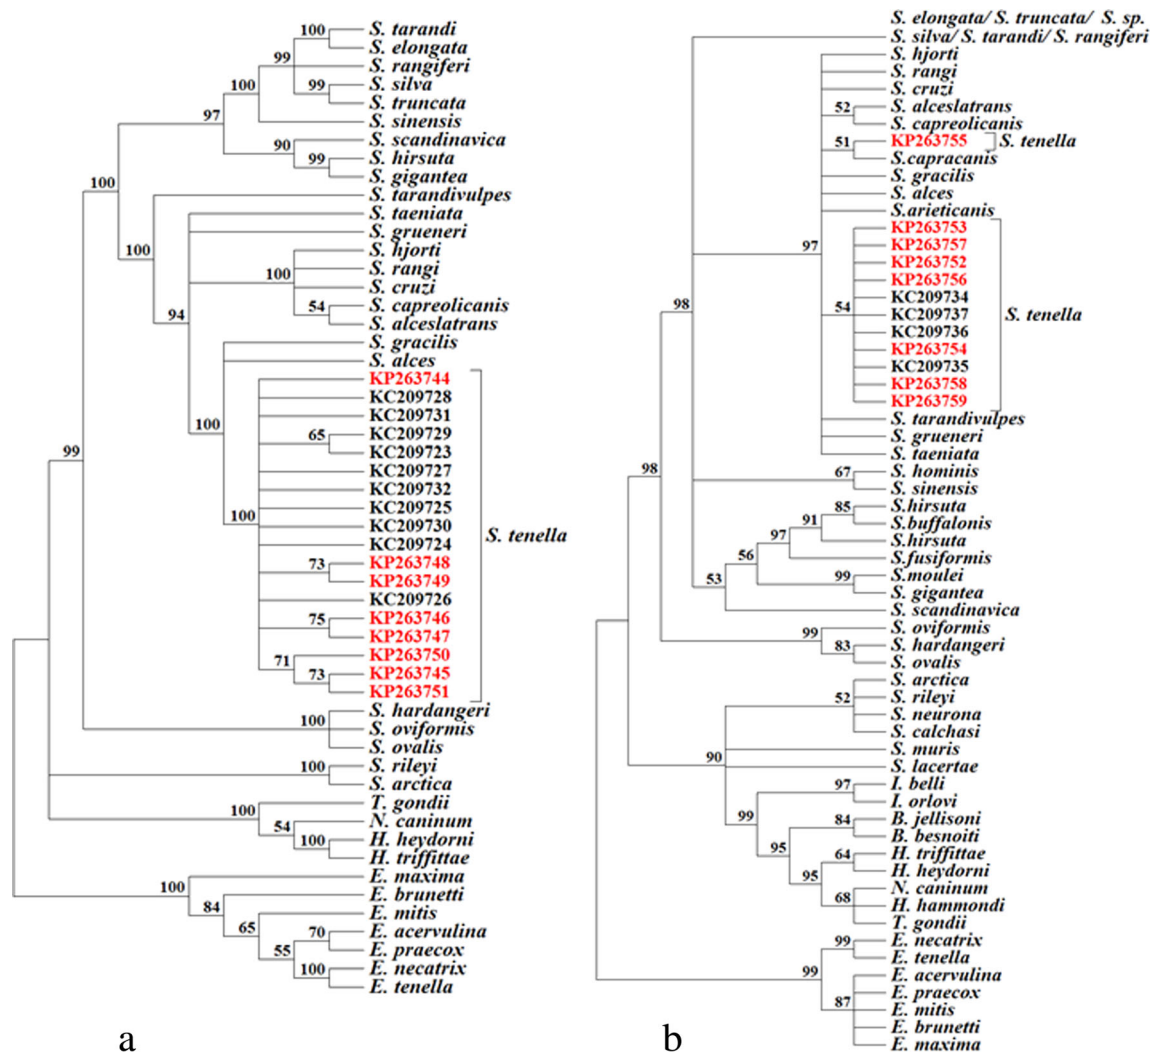 100
S. tarandi
S. elongata
99
S. rangiferi
100
99
S. silva
S. truncata
97
S. sinensis
90
S. scandinavica
99
S. hirsuta
S. gigantea
100
S. tarandivulpes
S. taeniata
100
S. grueneri
S. hjorti
100
S. rangi
S. cruzi
94
54
S. capreolicanis
S. alceslatrans
S. gracilis
S. alces
KP263744
KC209728
KC209731
100
65
KC209729
KC209723
99
KC209727
KC209732
KC209725
100
KC209730
S. tenella
KC209724
73
KP263748
KP263749
KC209726
75
KP263746
KP263747
71
KP263750
73
KP263745
KP263751
S. hardangeri
100
S. oviformis
S. ovalis
100
S. rileyi
S. arctica
100
T. gondii
54
N. caninum
100
H. heydorni
H. triffittae
100
E. maxima
84
E. brunetti
65
E. mitis
70
E. acervulina
55
E. praecox
100
E. necatrix
E. tenella
a
S. elongata/ S. truncata/ S. sp.
S. silva/ S. tarandi/ S. rangiferi
S. hjorti
S. rangi
S. cruzi
52
S. alceslatrans
S. capreolicanis
51
KP263755
S. tenella
S.capracanis
S. gracilis
S. alces
S.arieticanis
97
KP263753
KP263757
KP263752
KP263756
KC209734
98
54
KC209737
S. tenella
KC209736
KP263754
KC209735
KP263758
KP263759
S. tarandivulpes
S. grueneri
S. taeniata
98
67
S. hominis
S. sinensis
85
S.hirsuta
91
S.buffalonis
97
S.hirsuta
56
S.fusiformis
53
99
S.moulei
S. gigantea
S. scandinavica
99
S. oviformis
83
S. hardangeri
S. ovalis
S. arctica
52
S. rileyi
S. neurona
S. calchasi
90
S. muris
S. lacertae
97
I. belli
I. orlovi
99
84
B. jellisoni
B. besnoiti
95
64
H. triffittae
95
H. heydorni
N. caninum
68
H. hammondi
T. gondii
99
E. necatrix
E. tenella
99
E. acervulina
E. praecox
87
E. mitis
E. brunetti
E. maxima
b